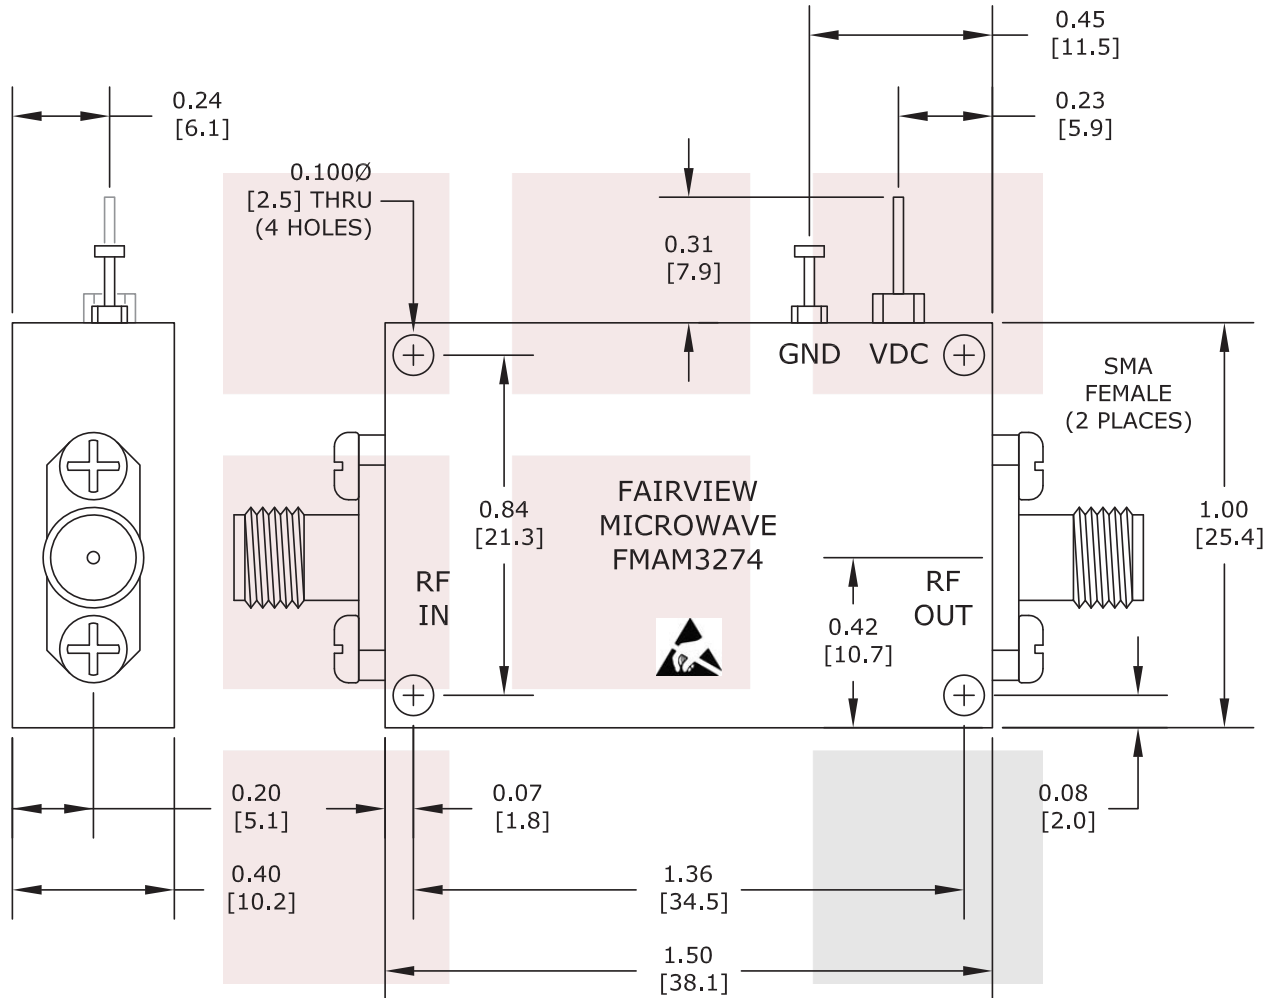 0.45
[11.5]
0.24
[6.1]
0.23
[5.9]
0.100Ø
[2.5] THRU
(4 HOLES)
0.31
[7.9]
GND VDC
SMA
FEMALE
(2 PLACES)
FAIRVIEW
MICROWAVE
FMAM3274
0.84
[21.3]
1.00
[25.4]
RF
IN
RF
OUT
0.42
[10.7]
0.20
[5.1]
0.07
[1.8]
0.08
[2.0]
0.40
[10.2]
1.36
[34.5]
1.50
[38.1]